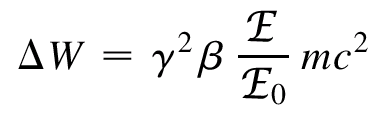 ΔW = γ²β ℰ/ℰ₀ mc²